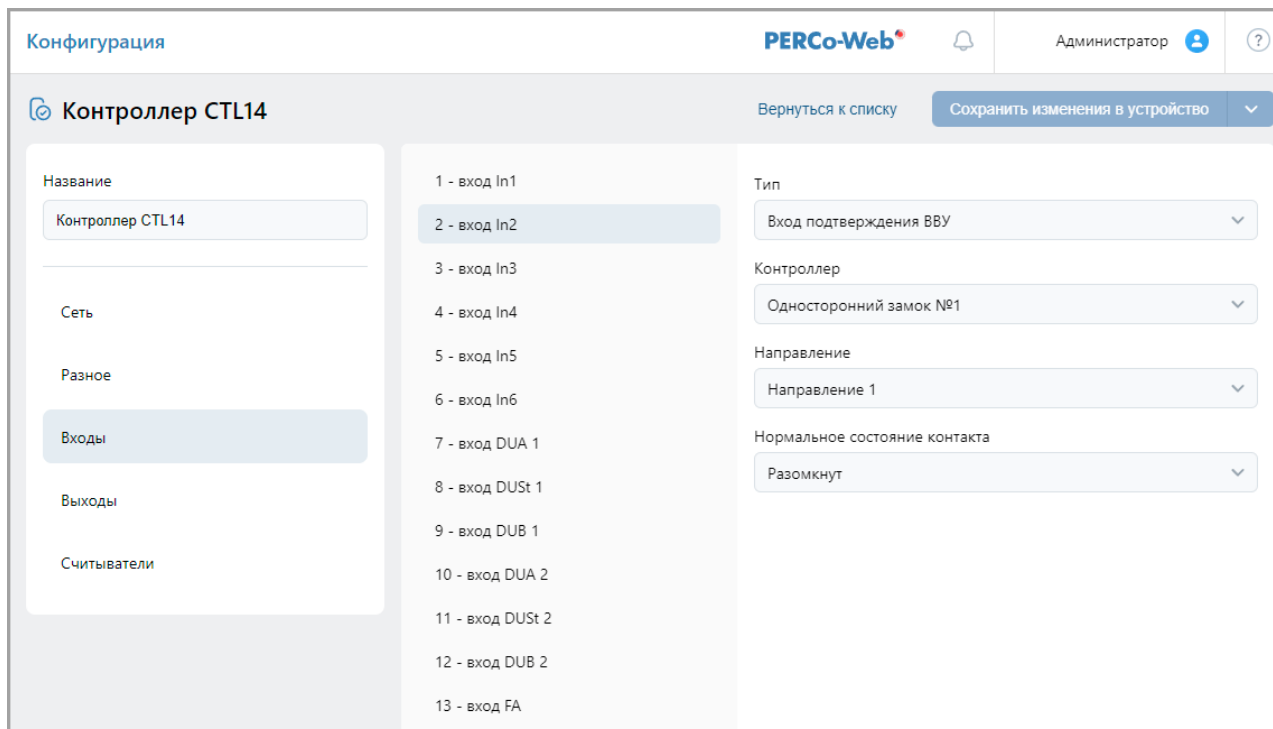 Конфигурация
PERCo-Web
Администратор
?
Контроллер CTL14
Вернуться к списку
Сохранить изменения в устройство
Название
Контроллер CTL14
Сеть
Разное
Входы
Выходы
Считыватели
1 - вход In1
2 - вход In2
3 - вход In3
4 - вход In4
5 - вход In5
6 - вход In6
7 - вход DUA 1
8 - вход DUSt 1
9 - вход DUB 1
10 - вход DUA 2
11 - вход DUSt 2
12 - вход DUB 2
13 - вход FA
Тип
Вход подтверждения ВВУ
Контроллер
Односторонний замок №1
Направление
Направление 1
Нормальное состояние контакта
Разомкнут